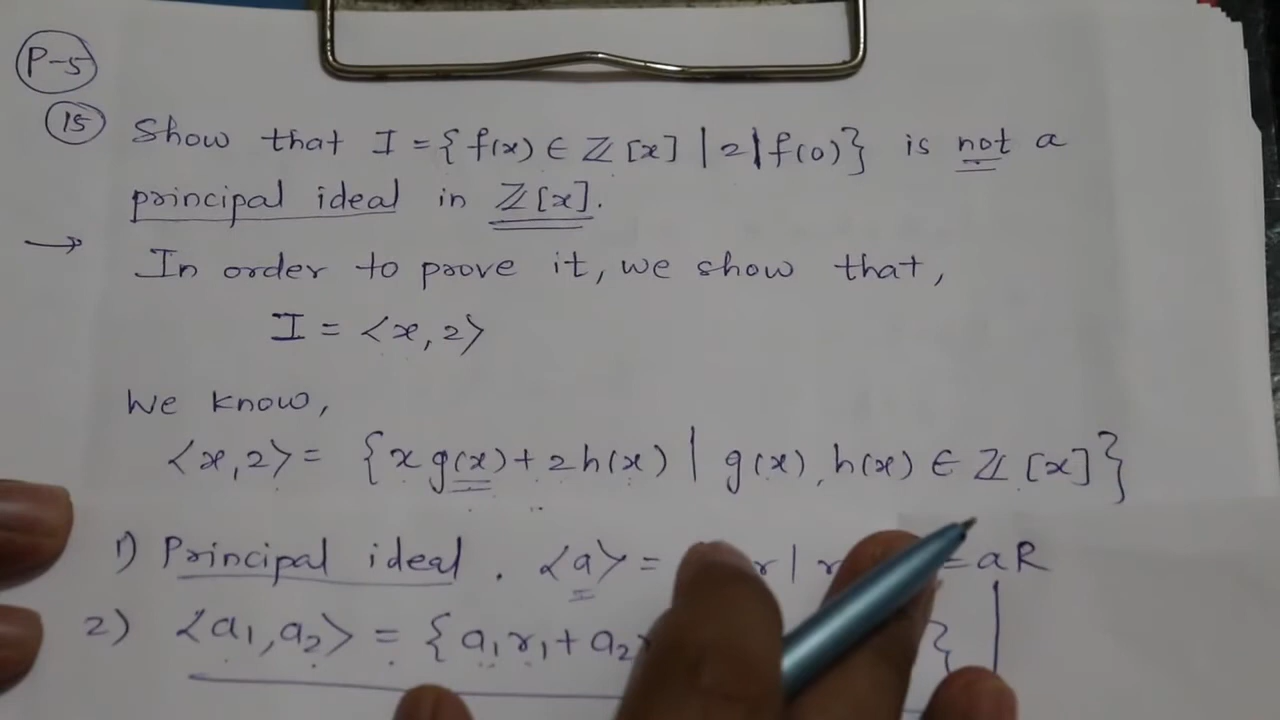 P-5
15 Show that I = {f(x) ∈ ℤ[x] | 2|f(0)} is not a
principal ideal in ℤ[x].
→ In order to prove it, we show that,
I = <x, 2>
We know,
<x, 2> = {x g(x) + 2 h(x) | g(x), h(x) ∈ ℤ[x]}
1) Principal ideal. <a> = r | r = aR
2) <a₁, a₂> = {a₁r₁ + a₂ }